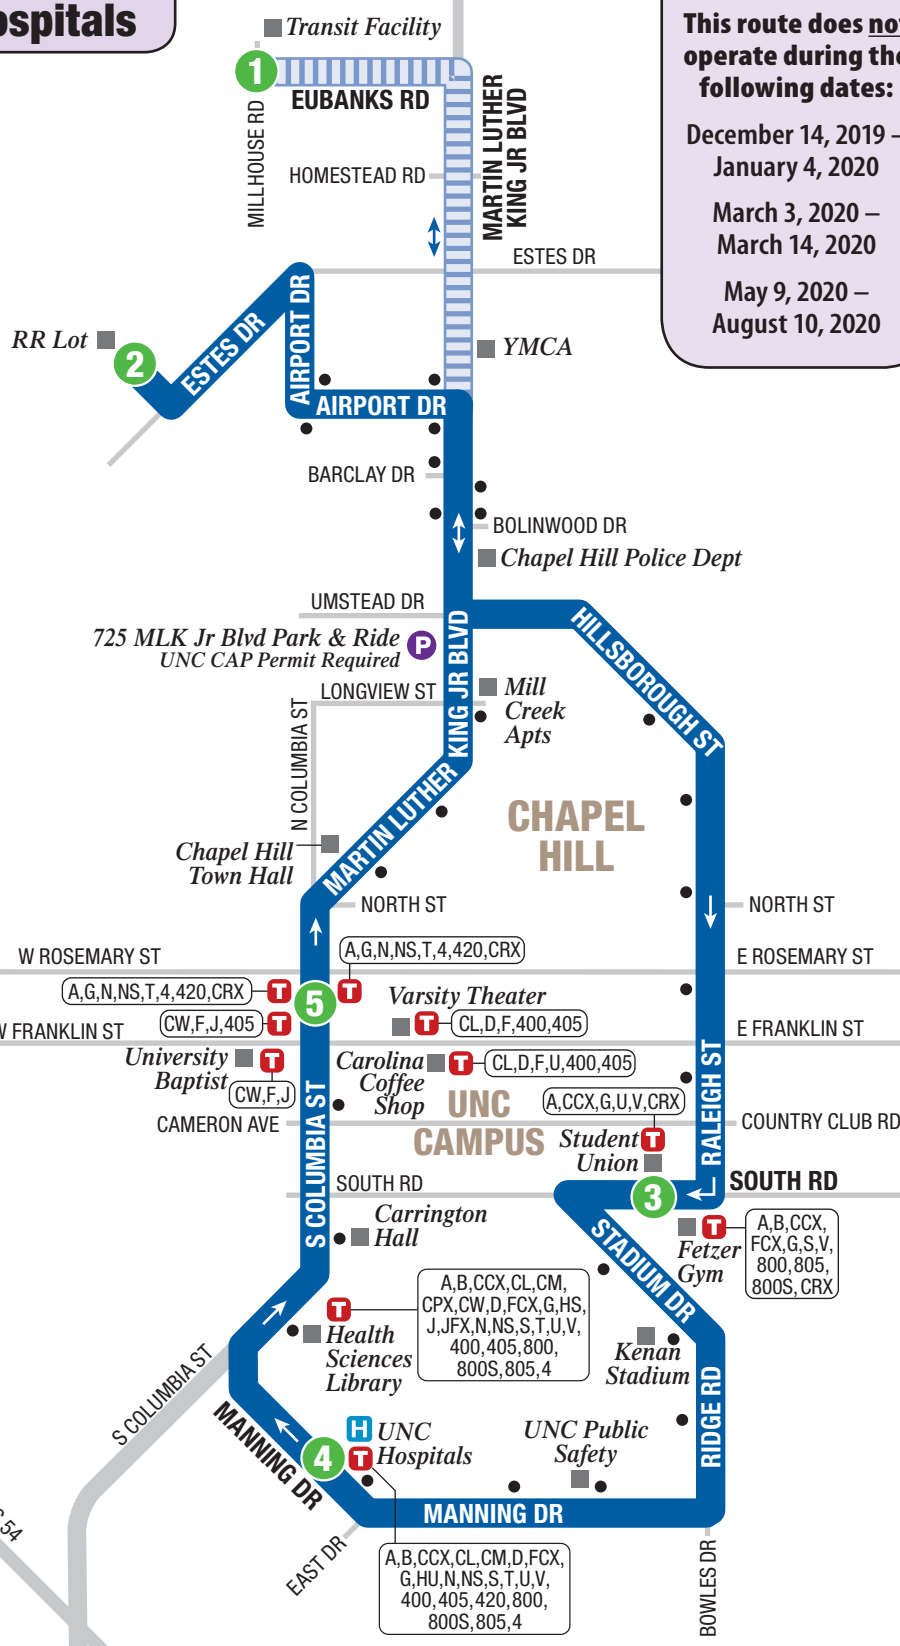 ospitals
Transit Facility
This route does not
operate during the
following dates:
December 14, 2019 –
January 4, 2020
March 3, 2020 –
March 14, 2020
May 9, 2020 –
August 10, 2020
1
EUBANKS RD
MILLHOUSE RD
MARTIN LUTHER
KING JR BLVD
HOMESTEAD RD
ESTES DR
RR Lot
2
ESTES DR
AIRPORT DR
AIRPORT DR
YMCA
BARCLAY DR
BOLINWOOD DR
Chapel Hill Police Dept
UMSTEAD DR
725 MLK Jr Blvd Park & Ride
UNC CAP Permit Required
P
HILLSBOROUGH ST
LONGVIEW ST
Mill
Creek
Apts
N COLUMBIA ST
MARTIN LUTHER KING JR BLVD
CHAPEL
HILL
Chapel Hill
Town Hall
NORTH ST
NORTH ST
W ROSEMARY ST
A,G,N,NS,T,4,420,CRX
E ROSEMARY ST
A,G,N,NS,T,4,420,CRX
T
5
T
Varsity Theater
W FRANKLIN ST
CW,F,J,405
T
T
CL,D,F,400,405
E FRANKLIN ST
University
Baptist
T
CW,F,J
Carolina
Coffee
Shop
T
CL,D,F,U,400,405
UNC
CAMPUS
A,CCX,G,U,V,CRX
CAMERON AVE
COUNTRY CLUB RD
Student
Union
T
S COLUMBIA ST
RALEIGH ST
SOUTH RD
3
SOUTH RD
Carrington
Hall
STADIUM DR
Fetzer
Gym
T
A,B,CCX,
FCX,G,S,V,
800,805,
800S,CRX
T
Health
Sciences
Library
A,B,CCX,CL,CM,
CPX,CW,D,FCX,G,HS,
J,JFX,N,NS,S,T,U,V,
400,405,800,
800S,805,4
Kenan
Stadium
S COLUMBIA ST
RIDGE RD
MANNING DR
H
UNC
Hospitals
T
4
UNC Public
Safety
MANNING DR
54
EAST DR
A,B,CCX,CL,CM,D,FCX,
G,HU,N,NS,S,T,U,V,
400,405,420,800,
800S,805,4
BOWLES DR